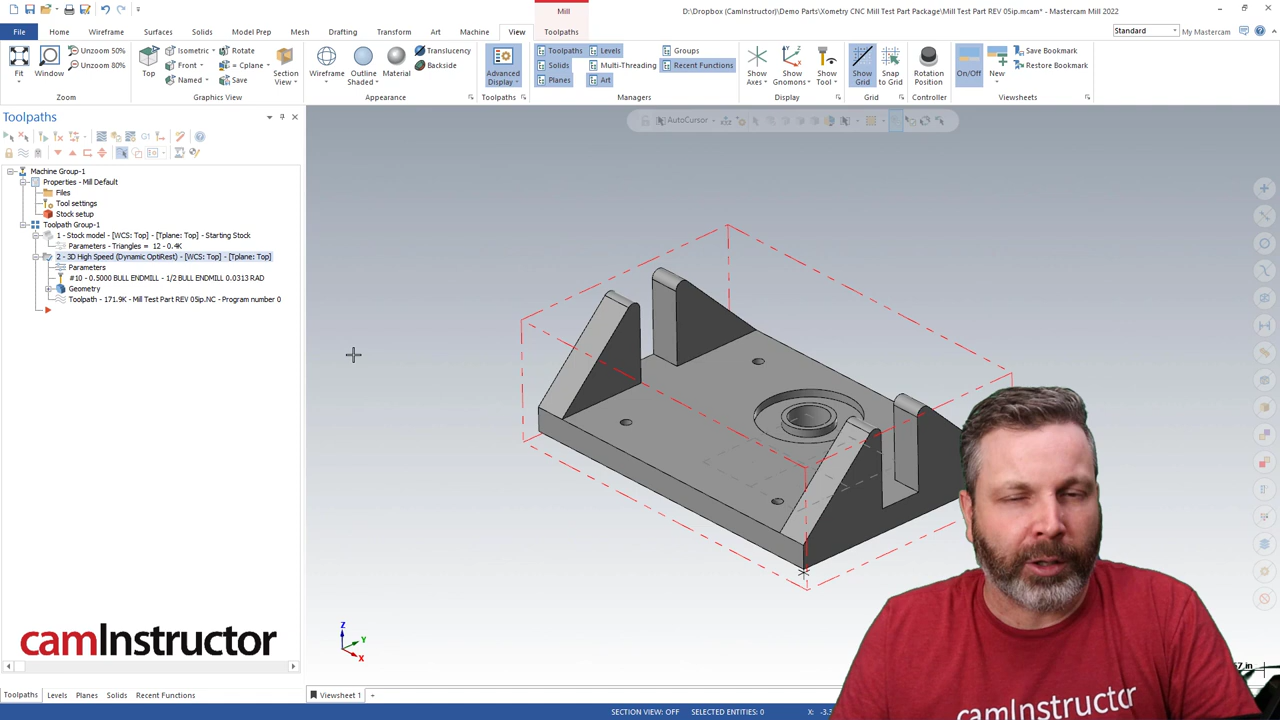 Mill
D:\Dropbox (CamInstructor)\Demo Parts\Xometry CNC Mill Test Part Package\Mill Test Part REV 05ip.mcam* - Mastercam Mill 2022
File Home Wireframe Surfaces Solids Model Prep Mesh Drafting Transform Art Machine View Toolpaths
Standard My Mastercam
Fit Window Unzoom 50% Unzoom 80%
Zoom
Top Isometric Front Named Rotate = Cplane Save Section View
Graphics View
Wireframe Outline Shaded Material Translucency Backside
Appearance
Advanced Display
Toolpaths
Toolpaths Solids Planes Levels Multi-Threading Art Groups Recent Functions
Managers
Show Axes Show Gnomons Show Tool
Display
Show Grid Snap to Grid
Grid
Rotation Position
Controller
On/Off New Save Bookmark Restore Bookmark
Viewsheets
Toolpaths
AutoCursor
Machine Group-1
Properties - Mill Default
Files
Tool settings
Stock setup
Toolpath Group-1
1 - Stock model - [WCS: Top] - [Tplane: Top] - Starting Stock
Parameters - Triangles = 12 - 0.4K
2 - 3D High Speed (Dynamic OptiRest) - [WCS: Top] - [Tplane: Top]
Parameters
#10 - 0.5000 BULL ENDMILL - 1/2 BULL ENDMILL 0.0313 RAD
Geometry
Toolpath - 171.9K - Mill Test Part REV 05ip.NC - Program number 0
G1
Z
Y
X
camInstructor
Toolpaths Levels Planes Solids Recent Functions
Viewsheet 1 +
SECTION VIEW: OFF SELECTED ENTITIES: 0 X:
camInstructor